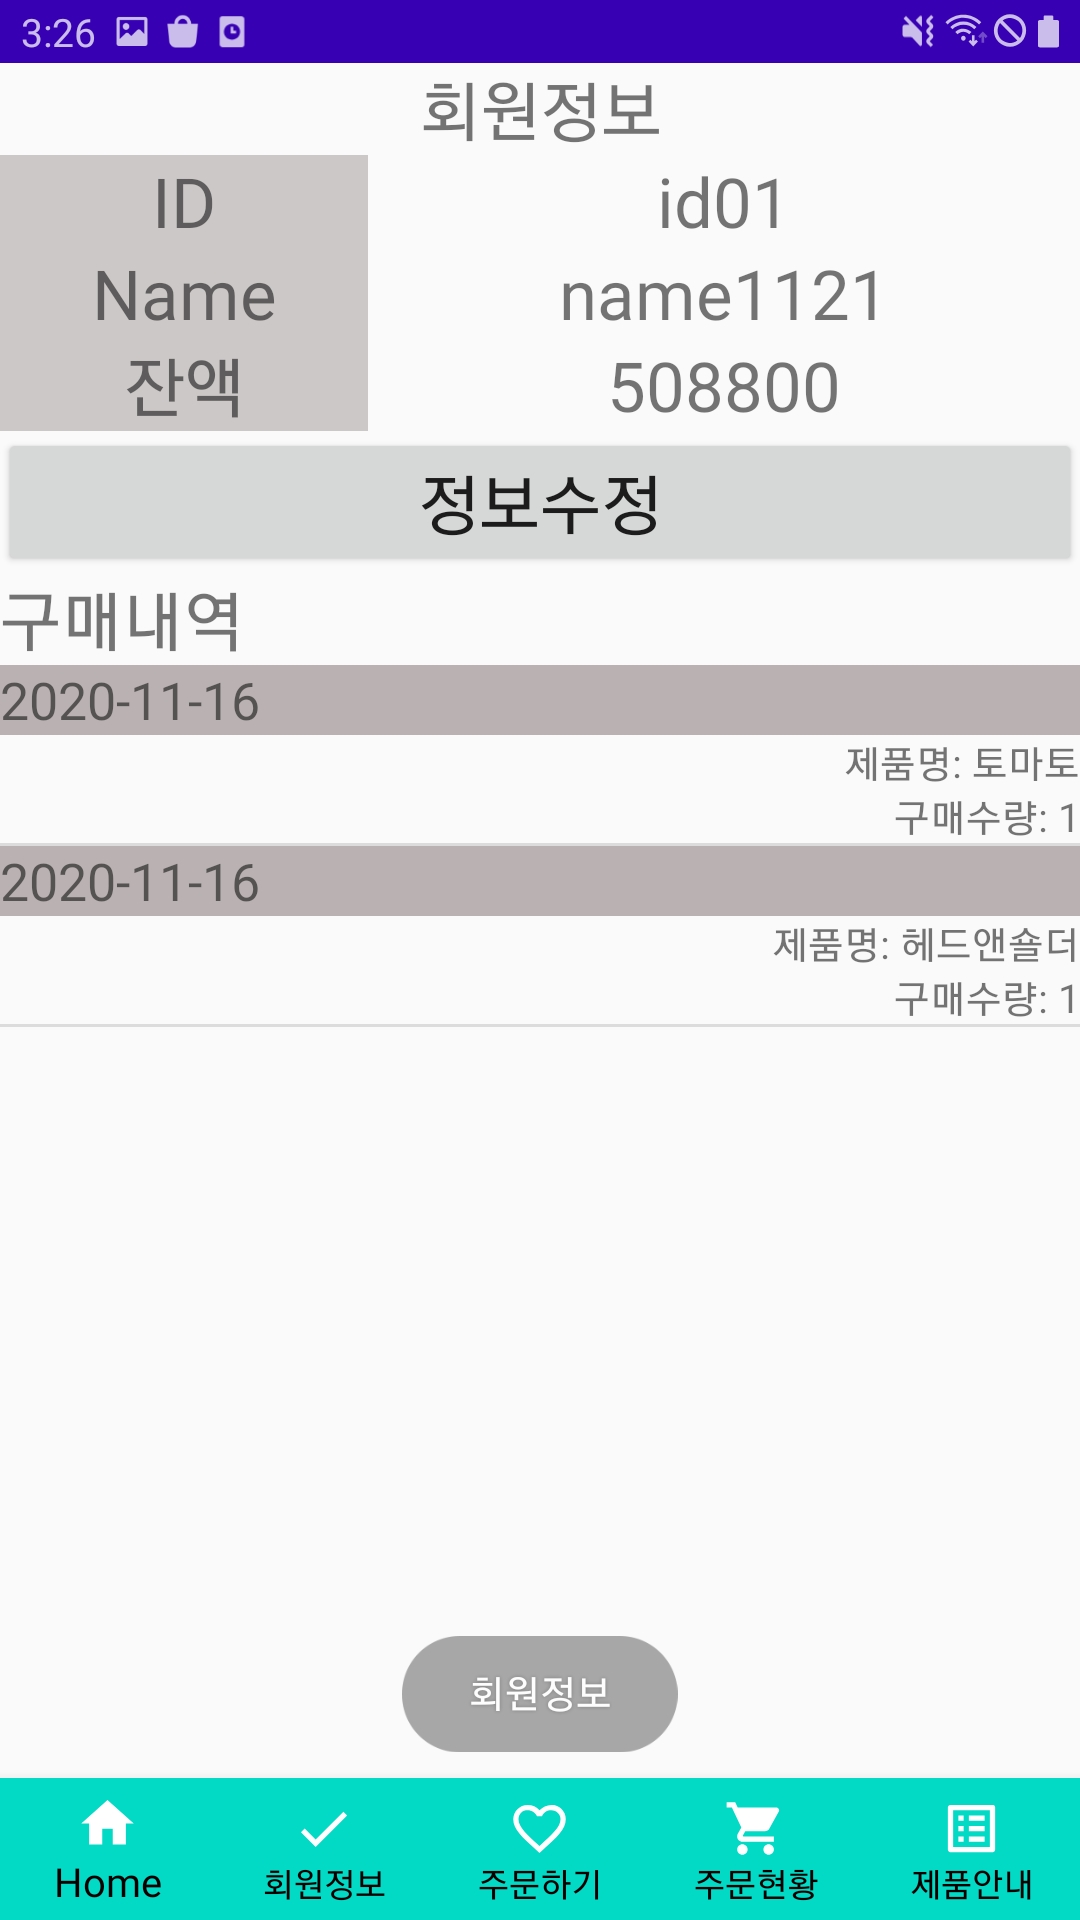 3:26
회원정보
ID id01
Name name1121
잔액 508800
정보수정
구매내역
2020-11-16
제품명: 토마토
구매수량: 1
2020-11-16
제품명: 헤드앤숄더
구매수량: 1
회원정보
Home 회원정보 주문하기 주문현황 제품안내